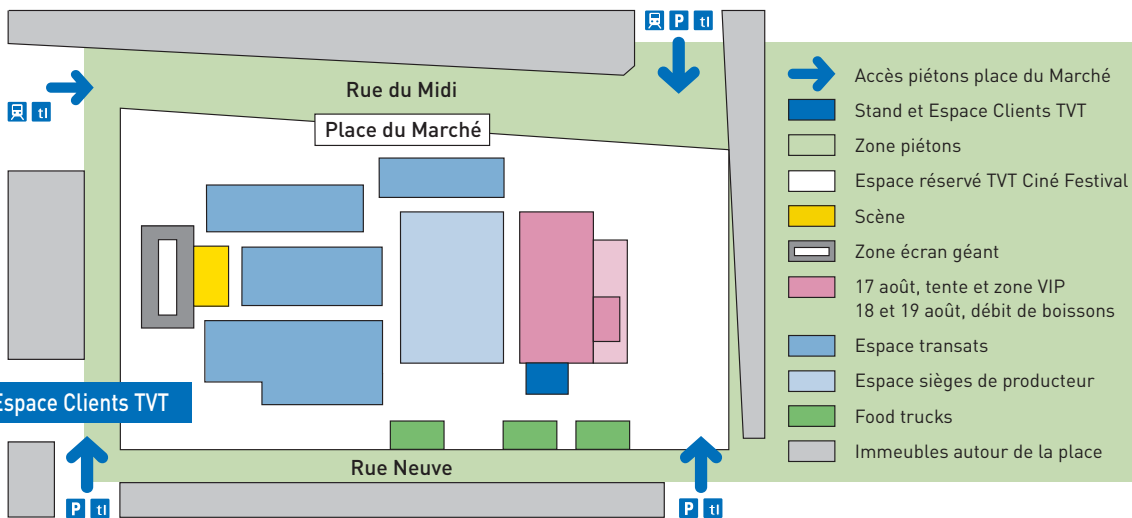 P tl
Rue du Midi
tl
Place du Marché
Espace Clients TVT
Rue Neuve
P tl
P tl
Accès piétons place du Marché
Stand et Espace Clients TVT
Zone piétons
Espace réservé TVT Ciné Festival
Scène
Zone écran géant
17 août, tente et zone VIP
18 et 19 août, débit de boissons
Espace transats
Espace sièges de producteur
Food trucks
Immeubles autour de la place